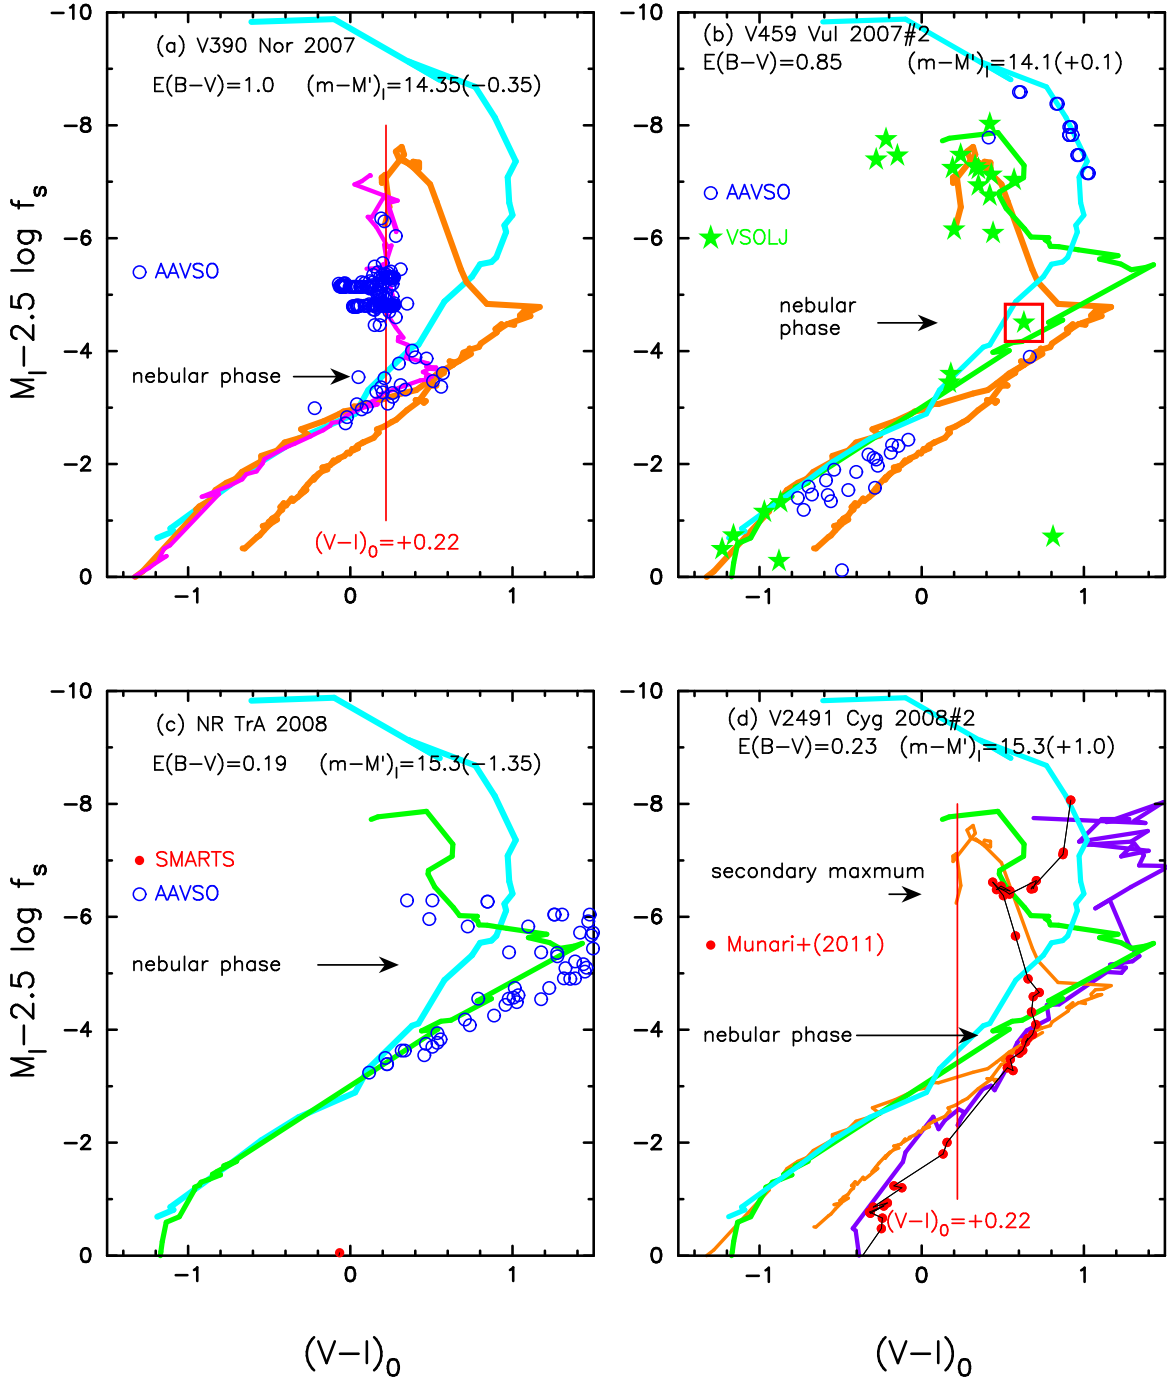 (a) V390 Nor 2007
E(B−V)=1.0 (m−M')I=14.35(−0.35)
AAVSO
nebular phase
(V−I)0=+0.22
−10
−8
−6
−4
−2
0
−1
0
1
MI−2.5 log fs
(b) V459 Vul 2007#2
E(B−V)=0.85 (m−M')I=14.1(+0.1)
AAVSO
VSOLJ
nebular
phase
−10
−8
−6
−4
−2
0
−1
0
1
(c) NR TrA 2008
E(B−V)=0.19 (m−M')I=15.3(−1.35)
SMARTS
AAVSO
nebular phase
−10
−8
−6
−4
−2
0
−1
0
1
MI−2.5 log fs
(V−I)0
(d) V2491 Cyg 2008#2
E(B−V)=0.23 (m−M')I=15.3(+1.0)
secondary maxmum
Munari+(2011)
nebular phase
(V−I)0=+0.22
−10
−8
−6
−4
−2
0
−1
0
1
(V−I)0